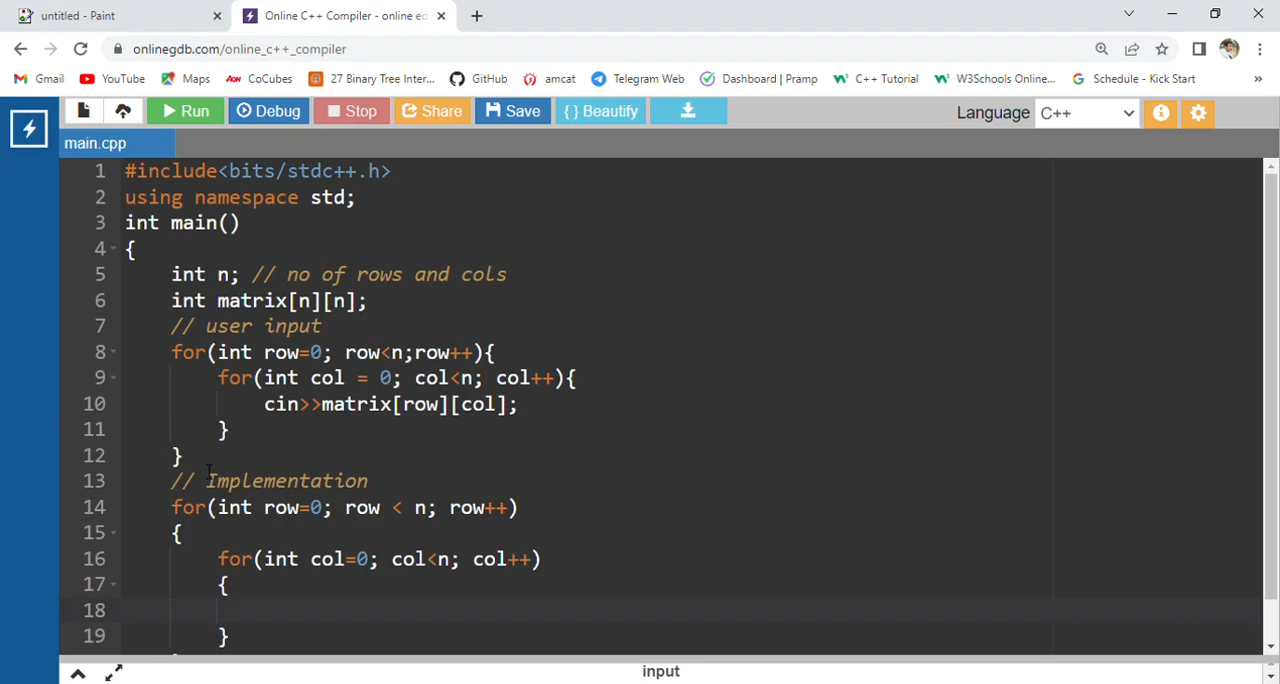 untitled - Paint
Online C++ Compiler - online ed
onlinegdb.com/online_c++_compiler
Gmail YouTube Maps AON CoCubes 27 Binary Tree Inter... GitHub amcat Telegram Web Dashboard | Pramp C++ Tutorial W3Schools Online... Schedule - Kick Start »
Run Debug Stop Share Save { } Beautify Language C++
main.cpp
1 #include<bits/stdc++.h>
2 using namespace std;
3 int main()
4 {
5 int n; // no of rows and cols
6 int matrix[n][n];
7 // user input
8 for(int row=0; row<n;row++){
9 for(int col = 0; col<n; col++){
10 cin>>matrix[row][col];
11 }
12 }
13 // Implementation
14 for(int row=0; row < n; row++)
15 {
16 for(int col=0; col<n; col++)
17 {
18
19 }
input